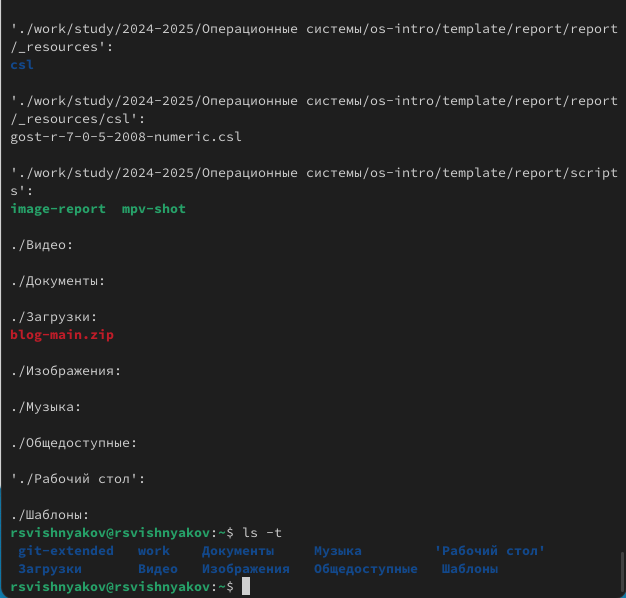 './work/study/2024-2025/Операционные системы/os-intro/template/report/report
/_resources':
csl
'./work/study/2024-2025/Операционные системы/os-intro/template/report/report
/_resources/csl':
gost-r-7-0-5-2008-numeric.csl
'./work/study/2024-2025/Операционные системы/os-intro/template/report/script
s':
image-report  mpv-shot
./Видео:
./Документы:
./Загрузки:
blog-main.zip
./Изображения:
./Музыка:
./Общедоступные:
'./Рабочий стол':
./Шаблоны:
rsvishnyakov@rsvishnyakov:~$ ls -t
git-extended   work    Документы     Музыка         'Рабочий стол'
Загрузки       Видео   Изображения   Общедоступные   Шаблоны
rsvishnyakov@rsvishnyakov:~$